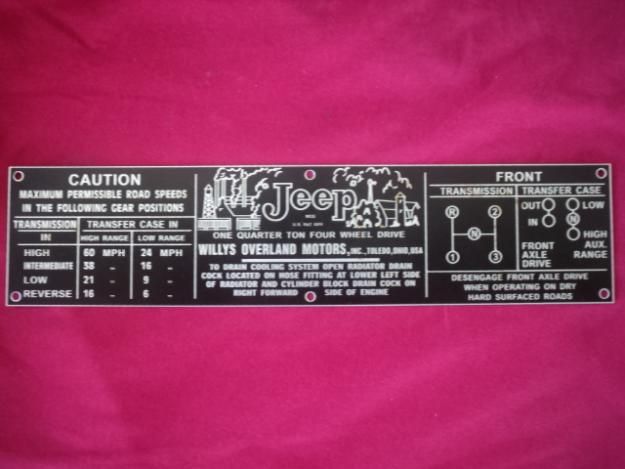 CAUTION
MAXIMUM PERMISSIBLE ROAD SPEEDS
IN THE FOLLOWING GEAR POSITIONS
TRANSMISSION TRANSFER CASE IN
IN HIGH RANGE LOW RANGE
HIGH 60 MPH 24 MPH
INTERMEDIATE 38 " 16 "
LOW 21 " 9 "
REVERSE 16 " 6 "
Jeep
ONE QUARTER TON FOUR WHEEL DRIVE
WILLYS OVERLAND MOTORS, INC., TOLEDO, OHIO, USA
TO DRAIN COOLING SYSTEM OPEN RADIATOR DRAIN
COCK LOCATED ON HOSE FITTING AT LOWER LEFT SIDE
OF RADIATOR AND CYLINDER BLOCK DRAIN COCK ON
RIGHT FORWARD SIDE OF ENGINE
FRONT
TRANSMISSION TRANSFER CASE
R 2
N
1 3
OUT LOW
IN N
HIGH
FRONT AUX.
AXLE RANGE
DRIVE
DESENGAGE FRONT AXLE DRIVE
WHEN OPERATING ON DRY
HARD SURFACED ROADS